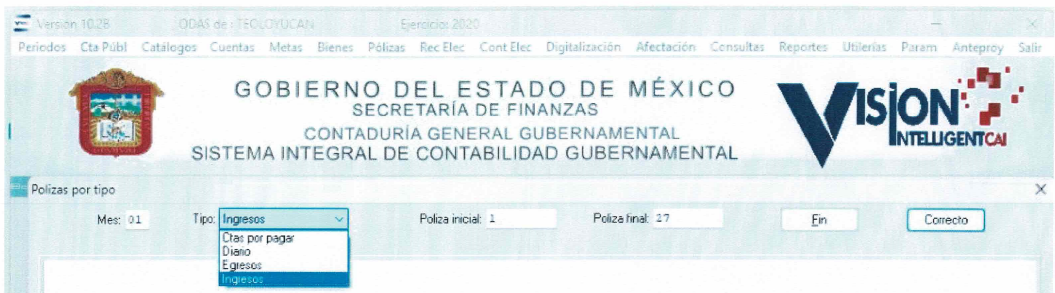 Versión 10.28 ODAS de : TEOLOYUCAN Ejercicio: 2020
Periodos Cta Públ Catálogos Cuentas Metas Bienes Pólizas Rec Elec Cont Elec Digitalización Afectación Consultas Reportes Utilerías Param Anteproy Salir
GOBIERNO DEL ESTADO DE MÉXICO
SECRETARÍA DE FINANZAS
CONTADURÍA GENERAL GUBERNAMENTAL
SISTEMA INTEGRAL DE CONTABILIDAD GUBERNAMENTAL
VISION
INTELLIGENTCAI
Polizas por tipo
Mes: 01 Tipo: Ingresos Poliza inicial: 1 Poliza final: 27 Fin Correcto
Ctas por pagar
Diario
Egresos
Ingresos